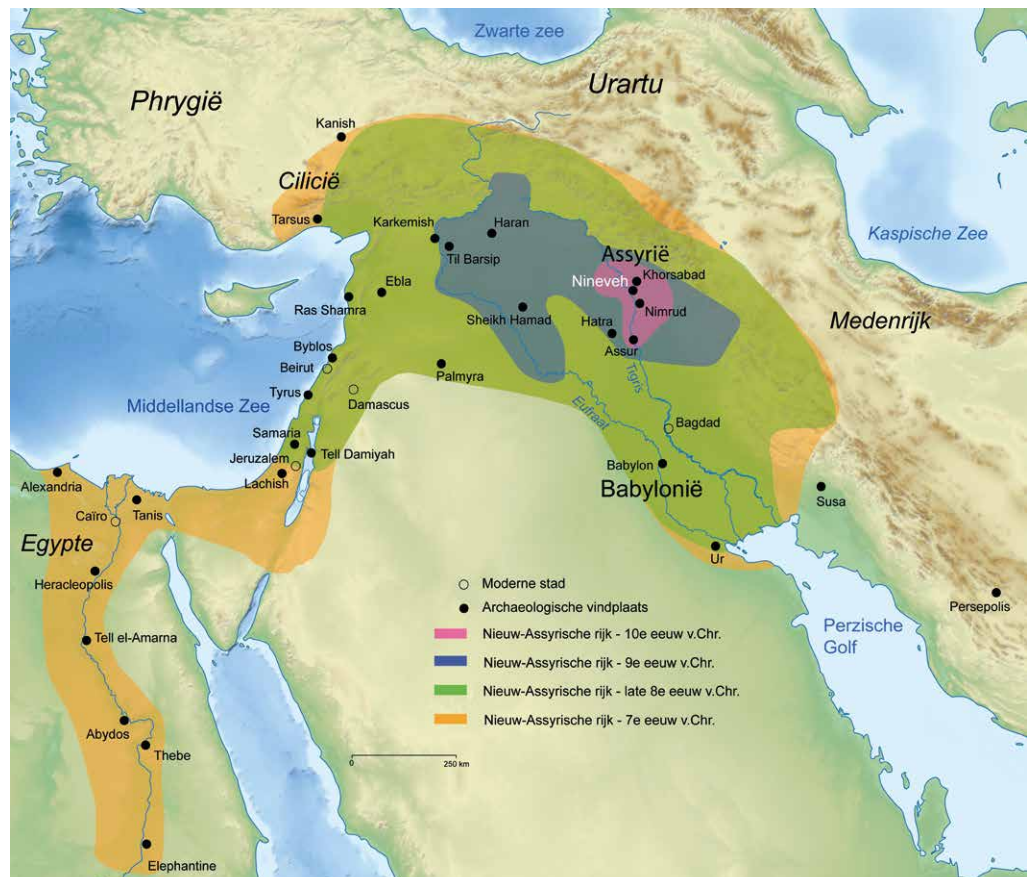 Zwarte zee
Urartu
Phrygië
Kanish
Cilicië
Tarsus
Karkemish
Haran
Til Barsip
Assyrië
Khorsabad
Nineveh
Nimrud
Kaspische Zee
Ebla
Ras Shamra
Sheikh Hamad
Hatra
Assur
Medenrijk
Byblos
Beirut
Palmyra
Tigris
Tyrus
Damascus
Middellandse Zee
Eufraat
Bagdad
Samaria
Jeruzalem
Tell Damiyah
Lachish
Babylon
Babylonië
Susa
Alexandria
Tanis
Caïro
Egypte
Ur
Heracleopolis
Persepolis
Tell el-Amarna
Perzische
Golf
Abydos
Thebe
Elephantine
Moderne stad
Archaeologische vindplaats
Nieuw-Assyrische rijk - 10e eeuw v.Chr.
Nieuw-Assyrische rijk - 9e eeuw v.Chr.
Nieuw-Assyrische rijk - late 8e eeuw v.Chr.
Nieuw-Assyrische rijk - 7e eeuw v.Chr.
0 250 km